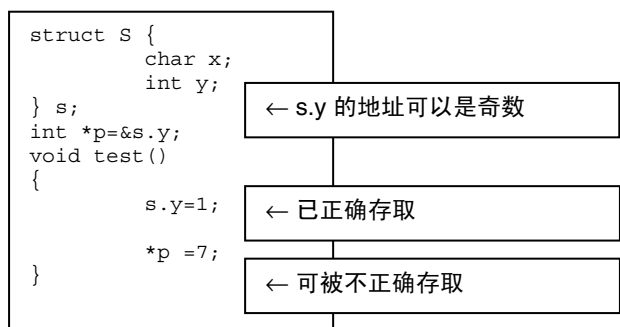 struct S {
char x;
int y;
} s;
← s.y 的地址可以是奇数
int *p=&s.y;
void test()
{
s.y=1;
← 已正确存取
*p =7;
}
← 可被不正确存取